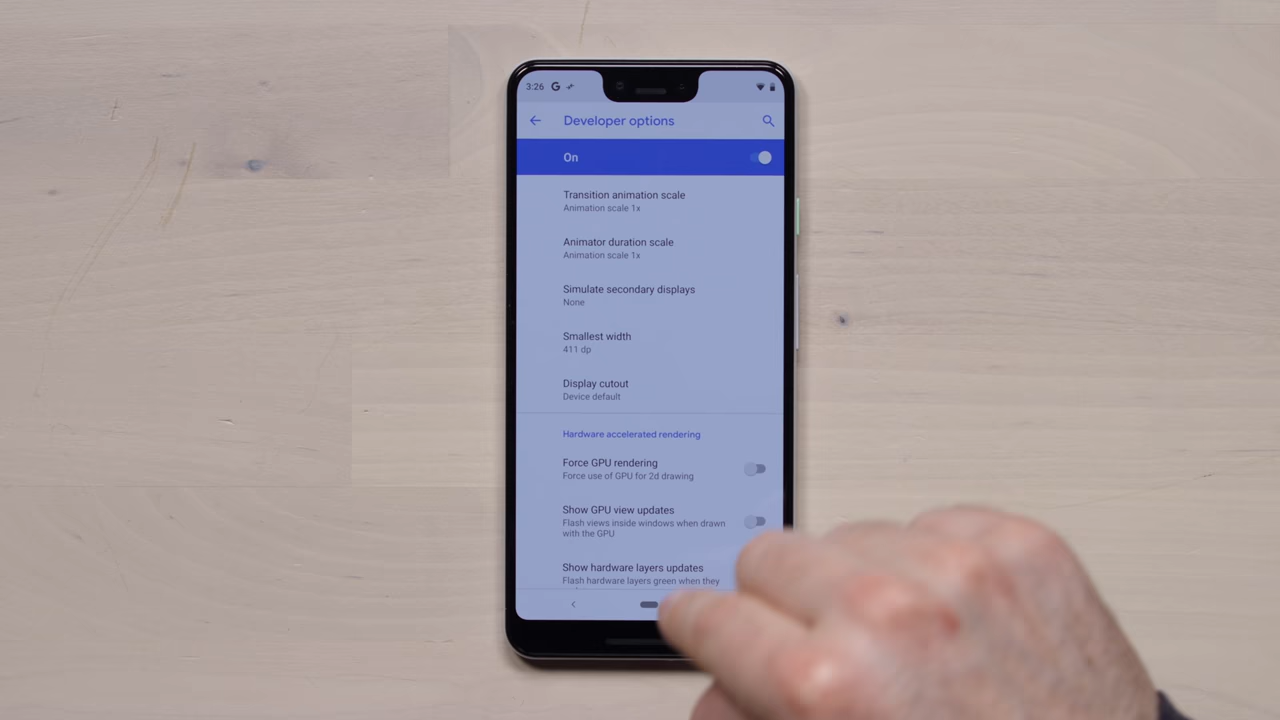 3:26 G
Developer options
On
Transition animation scale
Animation scale 1x
Animator duration scale
Animation scale 1x
Simulate secondary displays
None
Smallest width
411 dp
Display cutout
Device default
Hardware accelerated rendering
Force GPU rendering
Force use of GPU for 2d drawing
Show GPU view updates
Flash views inside windows when drawn
with the GPU
Show hardware layers updates
Flash hardware layers green when they